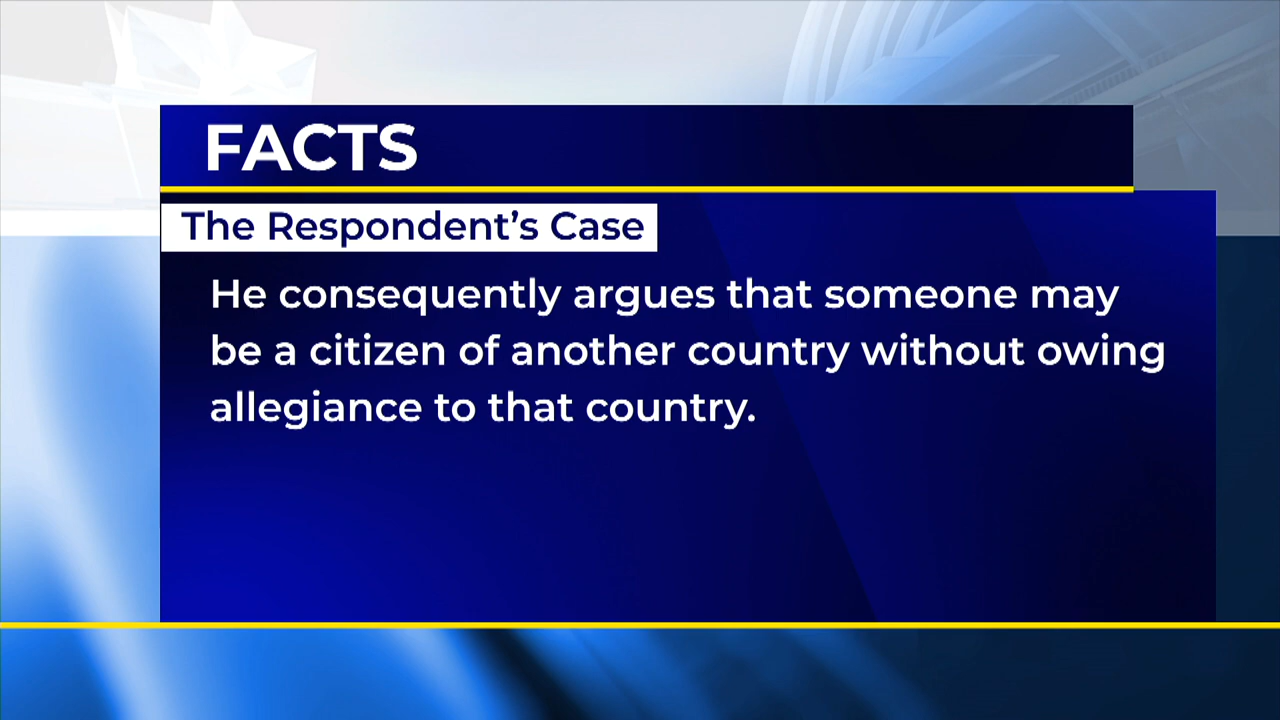 FACTS
The Respondent’s Case
He consequently argues that someone may
be a citizen of another country without owing
allegiance to that country.